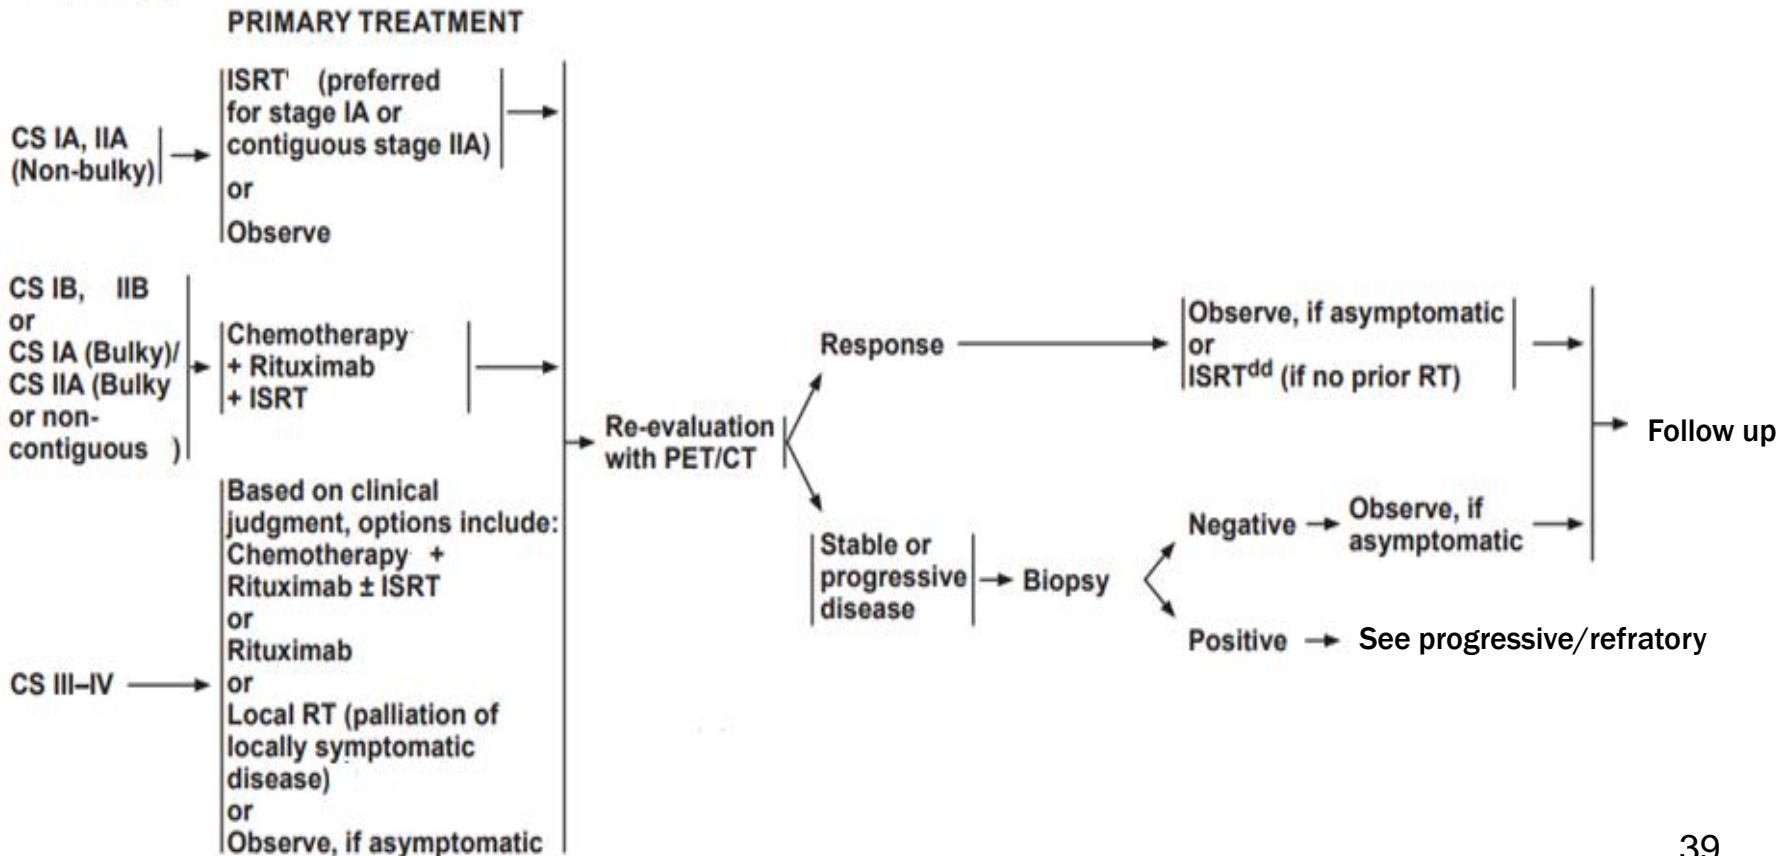 PRIMARY TREATMENT
CS IA, IIA
(Non-bulky)
ISRT' (preferred
for stage IA or
contiguous stage IIA)
or
Observe
CS IB, IIB
or
CS IA (Bulky)/
CS IIA (Bulky
or non-
contiguous )
Chemotherapy
+ Rituximab
+ ISRT
CS III–IV
Based on clinical
judgment, options include:
Chemotherapy +
Rituximab ± ISRT
or
Rituximab
or
Local RT (palliation of
locally symptomatic
disease)
or
Observe, if asymptomatic
Re-evaluation
with PET/CT
Response
Observe, if asymptomatic
or
ISRTdd (if no prior RT)
Stable or
progressive
disease
Biopsy
Negative
Observe, if
asymptomatic
Positive
See progressive/refratory
Follow up
39